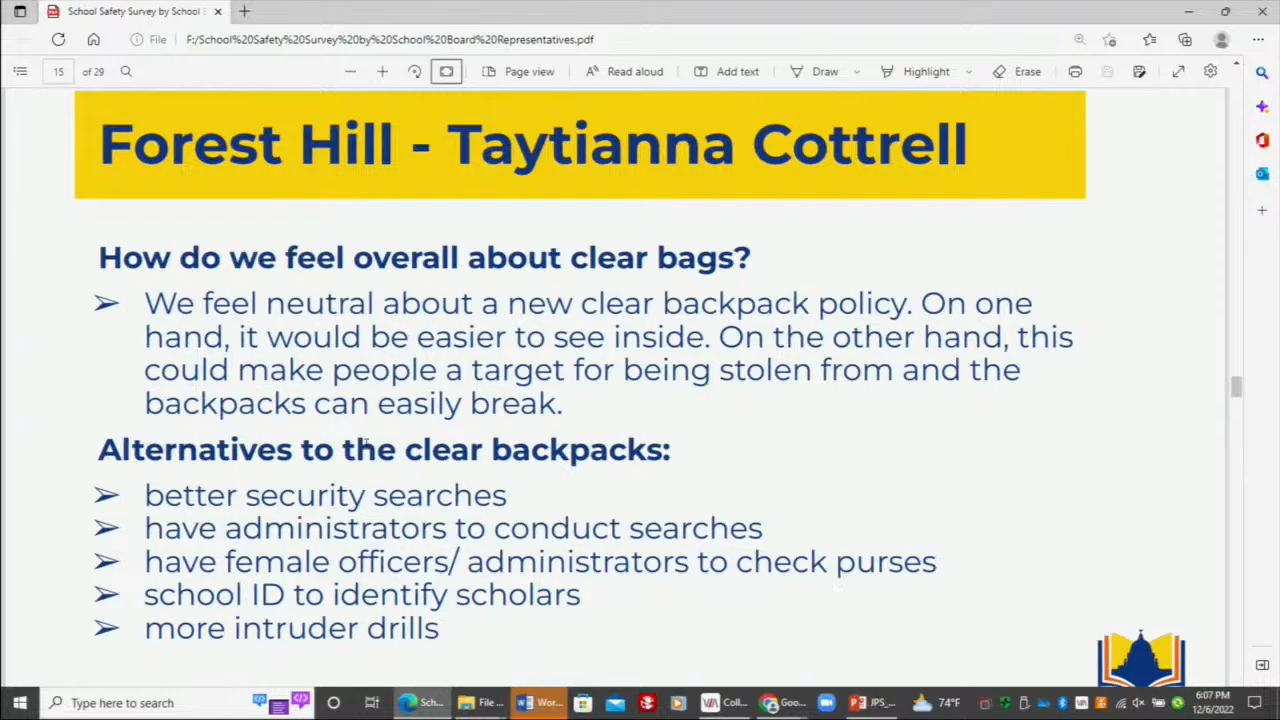 School Safety Survey by School
File F:/School%20Safety%20Survey%20by%20School%20Board%20Representatives.pdf
15 of 29 Page view Read aloud Add text Draw Highlight Erase
Forest Hill - Taytianna Cottrell
How do we feel overall about clear bags?
➢ We feel neutral about a new clear backpack policy. On one
hand, it would be easier to see inside. On the other hand, this
could make people a target for being stolen from and the
backpacks can easily break.
Alternatives to the clear backpacks:
➢ better security searches
➢ have administrators to conduct searches
➢ have female officers/ administrators to check purses
➢ school ID to identify scholars
➢ more intruder drills
Type here to search Sch... File ... Wor... Coll... Goo... JPS_... 74°F 6:07 PM
12/6/2022